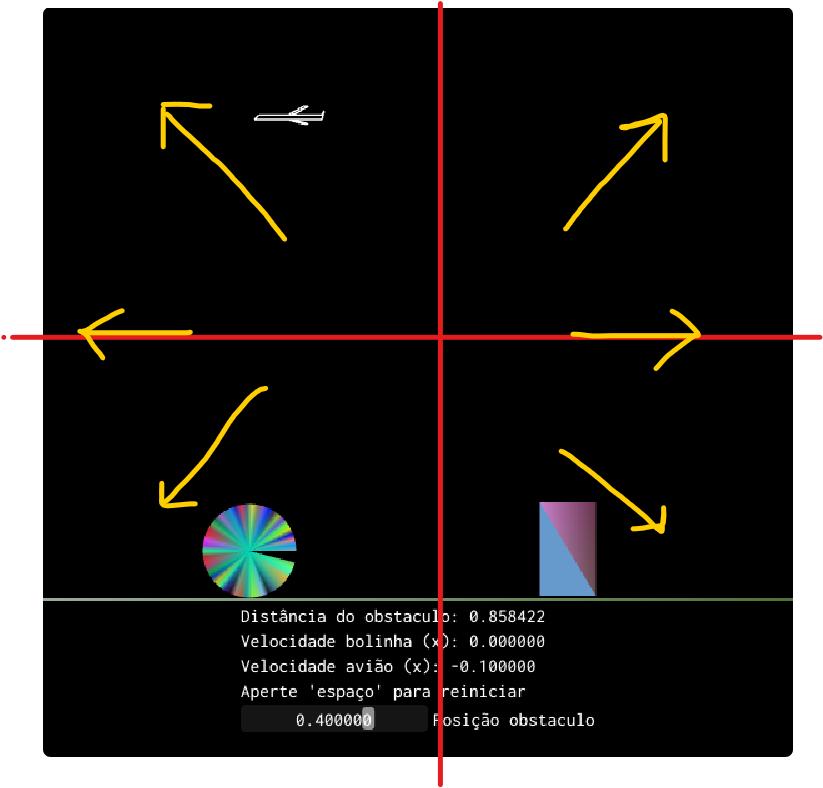 Distância do obstaculo: 0.858422
Velocidade bolinha (x): 0.000000
Velocidade avião (x): -0.100000
Aperte 'espaço' para reiniciar
0.400000 Posição obstaculo